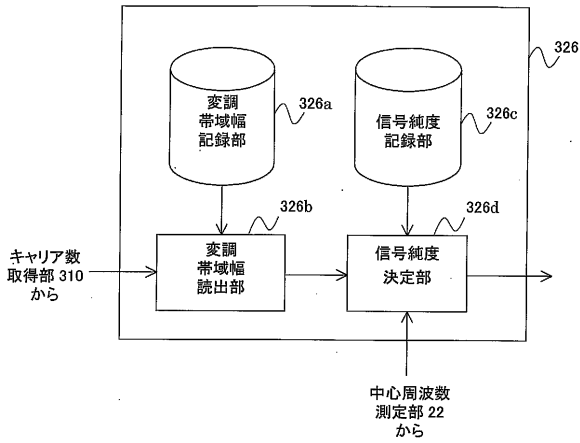 326
変調
帯域幅
記録部
326a
信号純度
記録部
326c
326b
326d
キャリア数
取得部 310
から
変調
帯域幅
読出部
信号純度
決定部
中心周波数
測定部 22
から